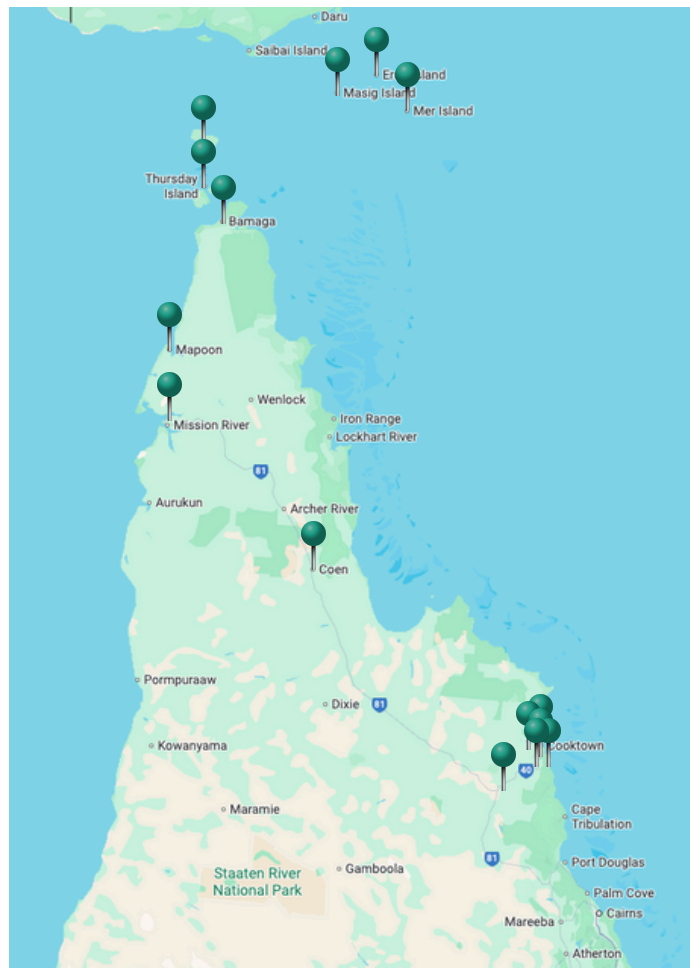 Daru
Saibai Island
Masig Island
Mer Island
Thursday
Island
Bamaga
Mapoon
Wenlock
Iron Range
Mission River
Lockhart River
81
Aurukun
Archer River
Coen
Pormpuraaw
Dixie
81
Kowanyama
Cooktown
40
Maramie
Cape
Tribulation
81
Port Douglas
Gamboola
Staaten River
National Park
Palm Cove
Cairns
Mareeba
Atherton